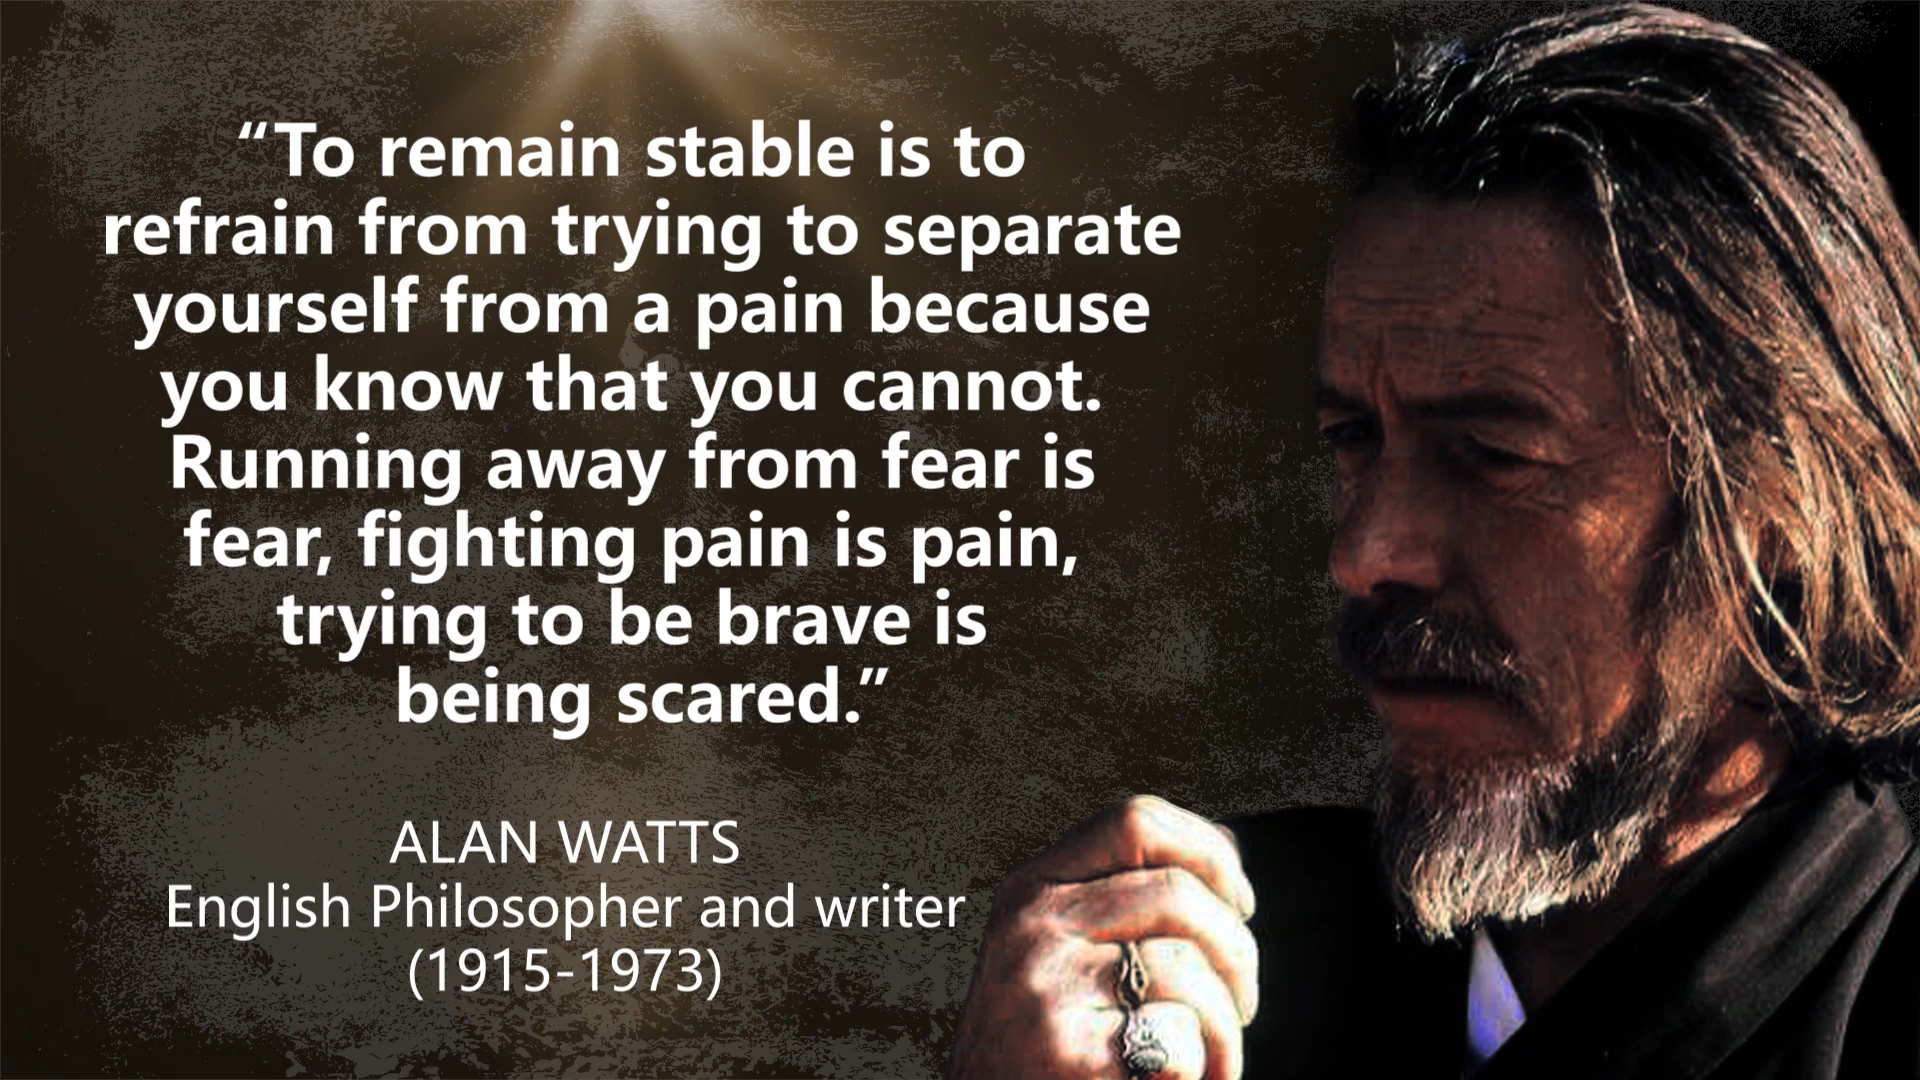 “To remain stable is to
refrain from trying to separate
yourself from a pain because
you know that you cannot.
Running away from fear is
fear, fighting pain is pain,
trying to be brave is
being scared.”
ALAN WATTS
English Philosopher and writer
(1915-1973)